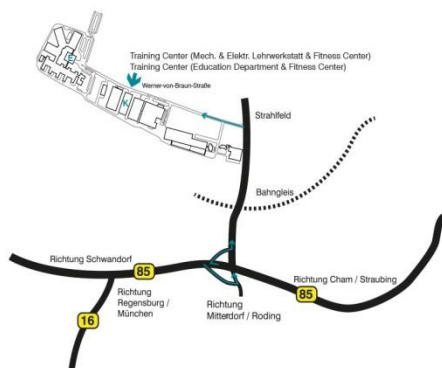 Training Center (Mech. & Elektr. Lehrwerkstatt & Fitness Center)
Training Center (Education Department & Fitness Center)
Werner-von-Braun-Straße
E
K
Strahlfeld
Bahngleis
Richtung Schwandorf
85
Richtung Cham / Straubing
85
Richtung
Regensburg /
München
Richtung
Mitterdorf / Roding
16